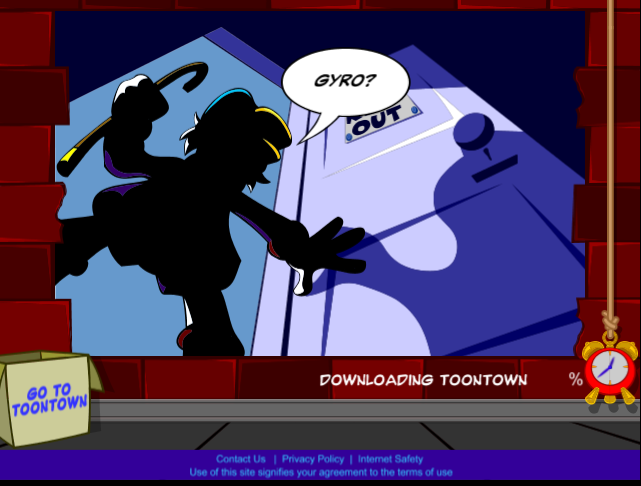 GYRO?
OUT
DOWNLOADING TOONTOWN %
GO TO
TOONTOWN
Contact Us | Privacy Policy | Internet Safety
Use of this site signifies your agreement to the terms of use